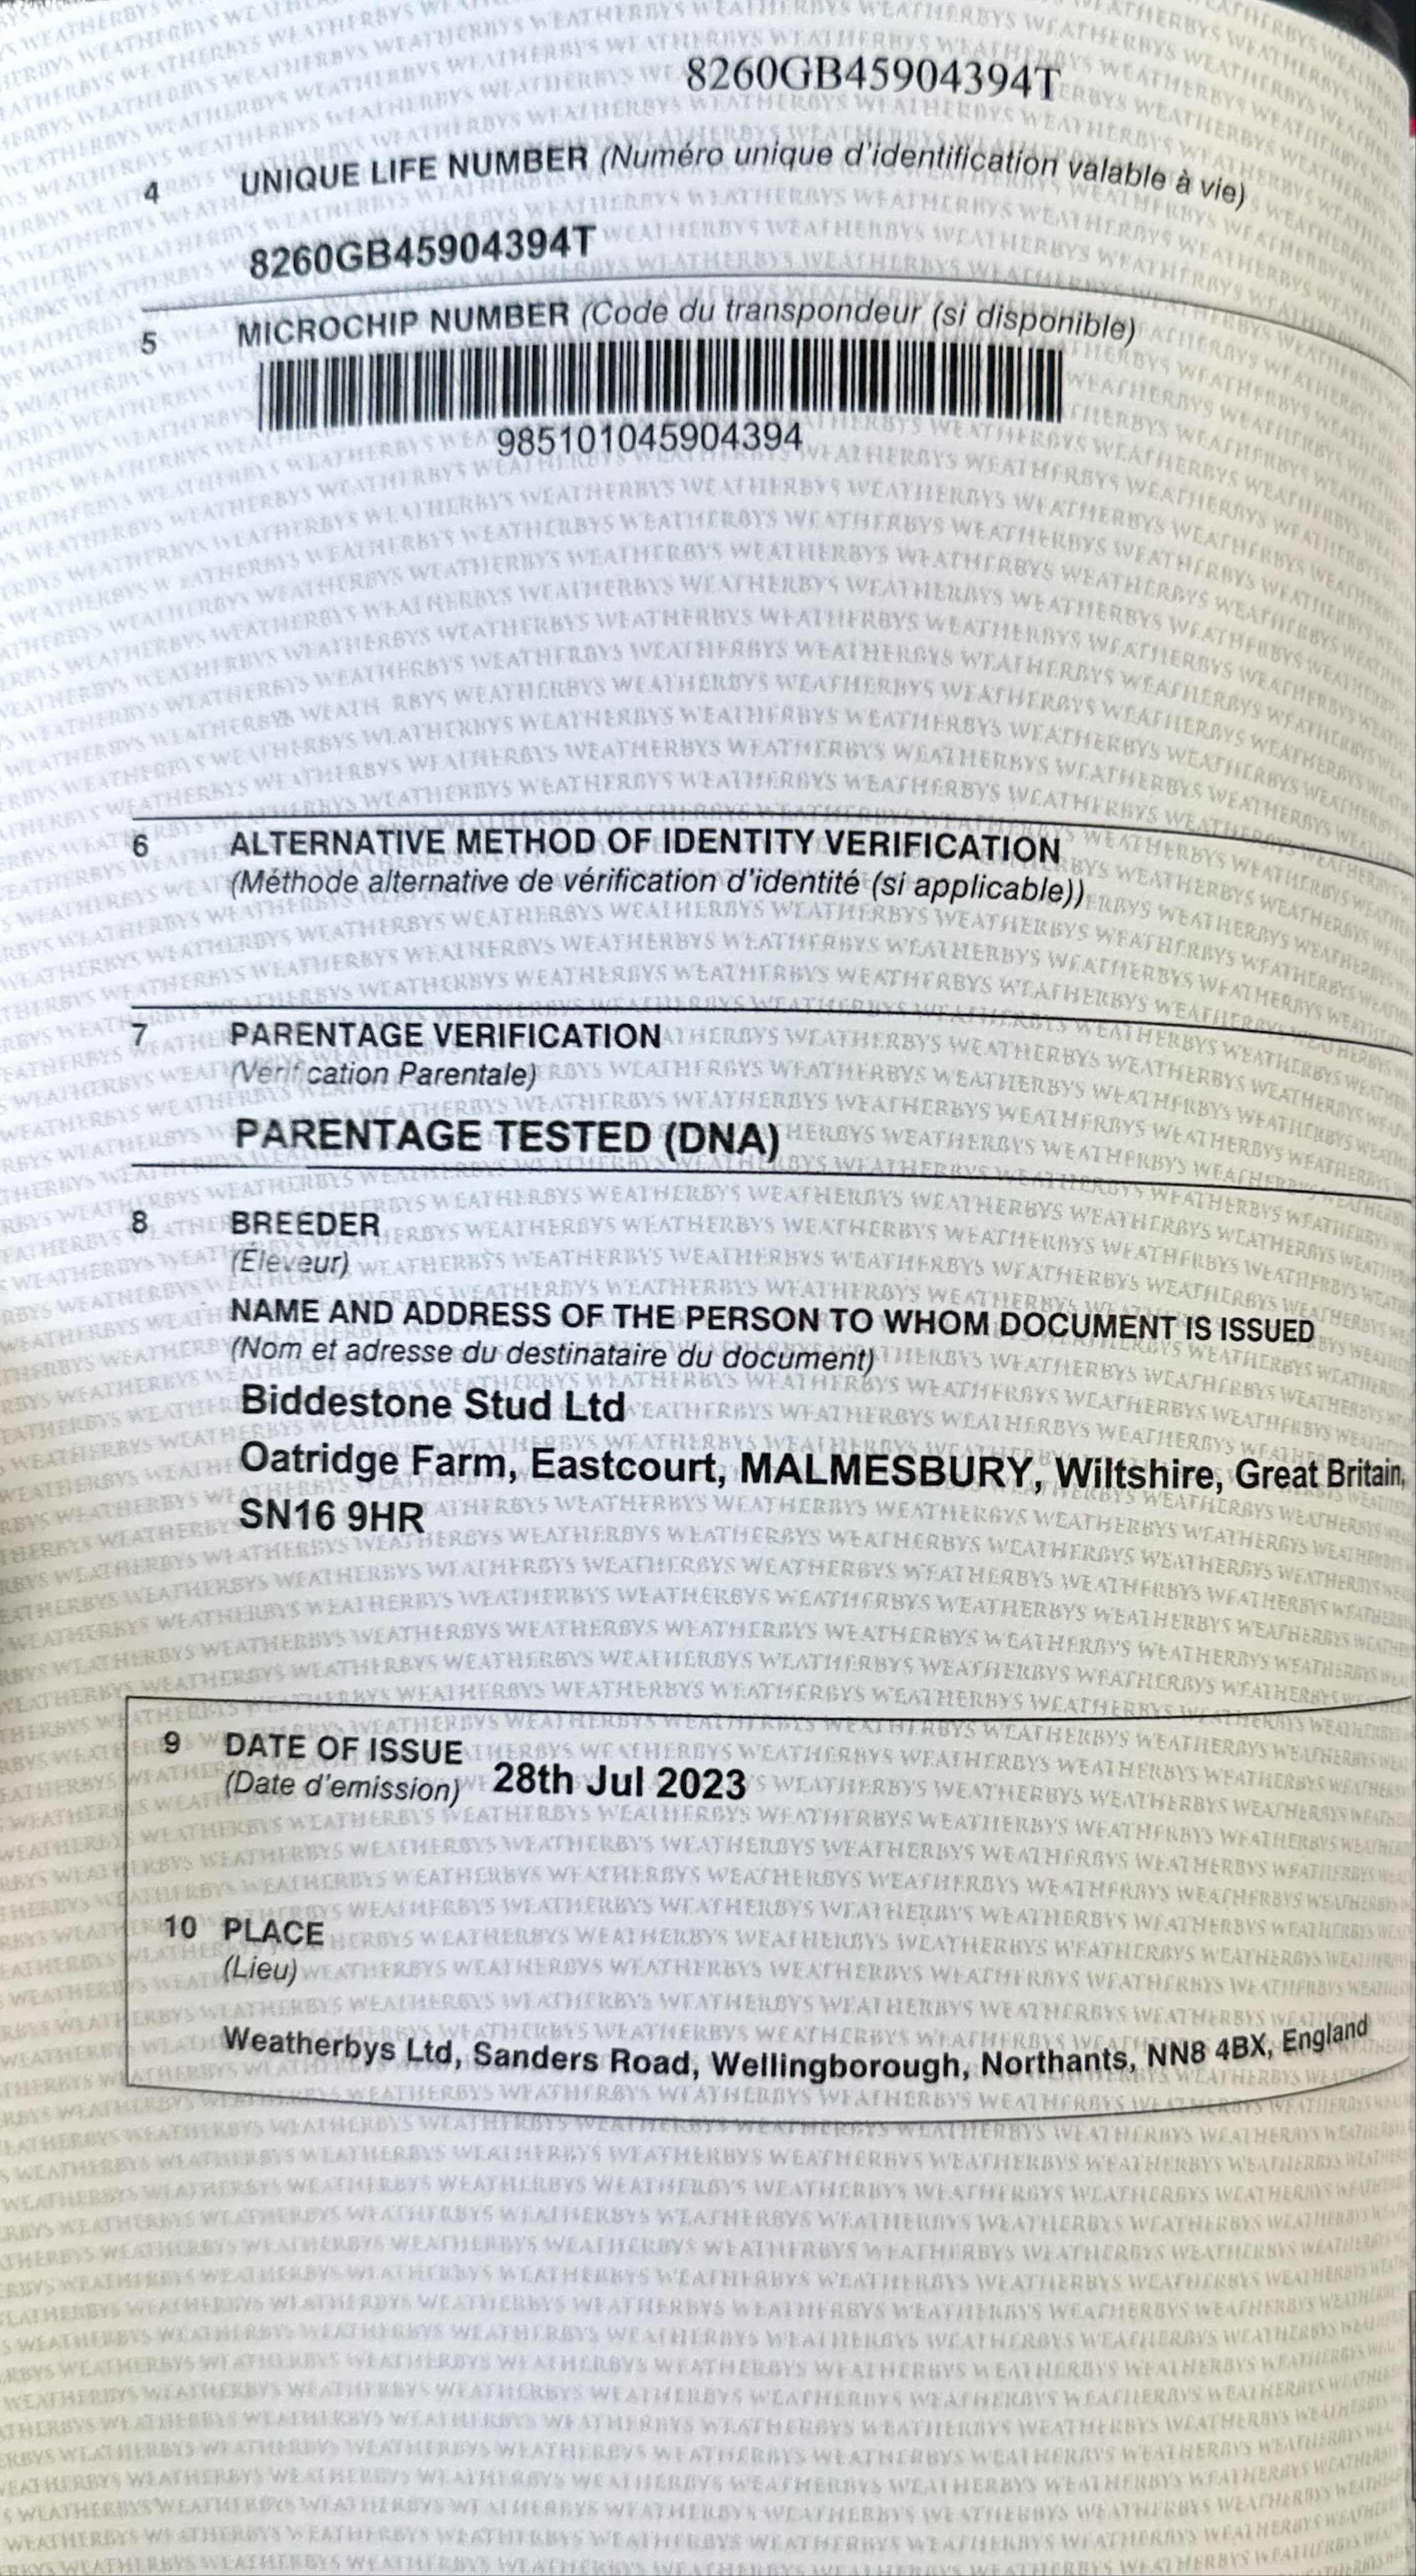 8260GB45904394T
4 UNIQUE LIFE NUMBER (Numéro unique d'identification valable à vie)
8260GB45904394T
5 MICROCHIP NUMBER (Code du transpondeur (si disponible)
985101045904394
6 ALTERNATIVE METHOD OF IDENTITY VERIFICATION
(Méthode alternative de vérification d'identité (si applicable))
7 PARENTAGE VERIFICATION
(Verification Parentale)
PARENTAGE TESTED (DNA)
8 BREEDER
(Éleveur)
NAME AND ADDRESS OF THE PERSON TO WHOM DOCUMENT IS ISSUED
(Nom et adresse du destinataire du document)
Biddestone Stud Ltd
Oatridge Farm, Eastcourt, MALMESBURY, Wiltshire, Great Britain,
SN16 9HR
9 DATE OF ISSUE
(Date d'emission) 28th Jul 2023
10 PLACE
(Lieu)
Weatherbys Ltd, Sanders Road, Wellingborough, Northants, NN8 4BX, England